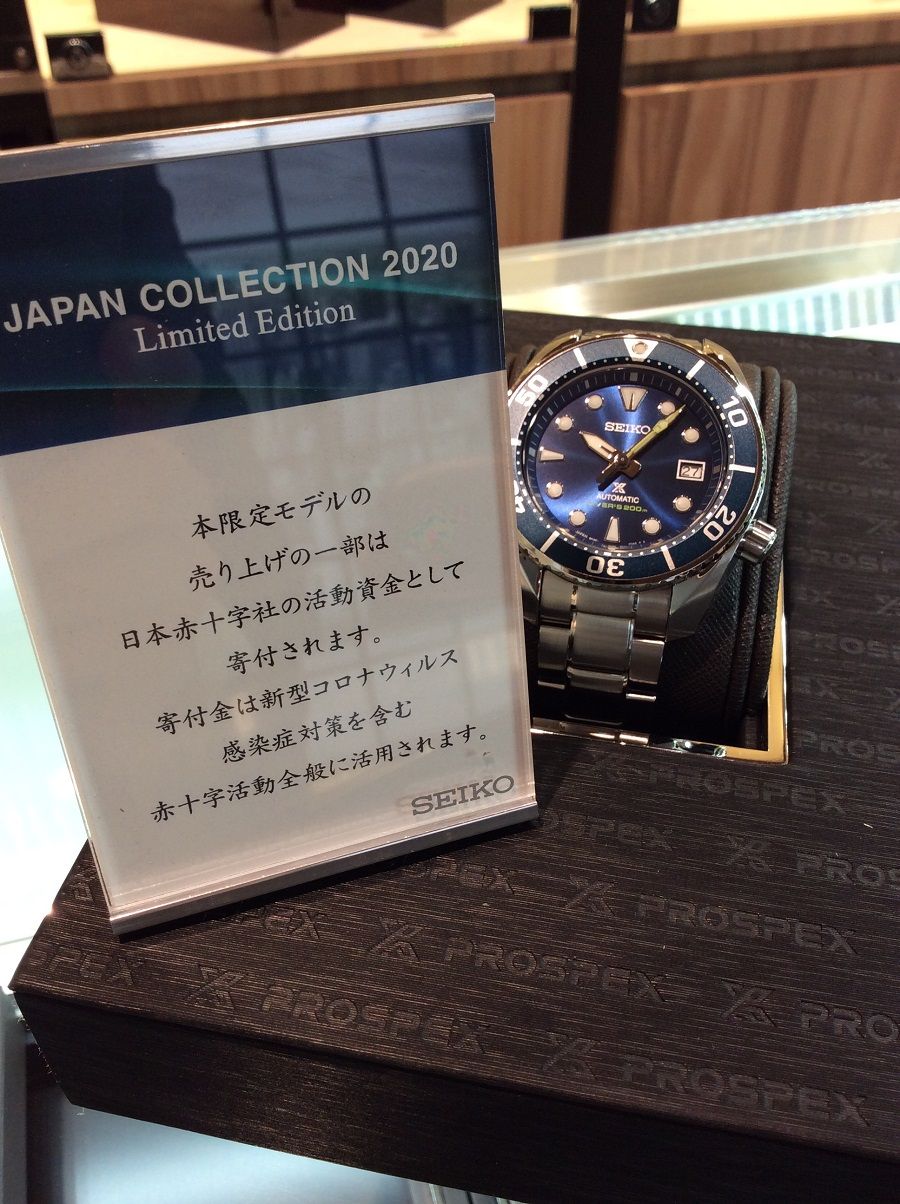 JAPAN COLLECTION 2020
Limited Edition
本限定モデルの
売り上げの一部は
日本赤十字社の活動資金として
寄付されます。
寄付金は新型コロナウィルス
感染症対策を含む
赤十字活動全般に活用されます。
SEIKO
50
10
20
30
SEIKO
27
AUTOMATIC
200m
PROSPEX
PROSPEX
PROSPEX
PROSPEX
PROSPEX
PROSPEX
PROSPEX
PROSPEX